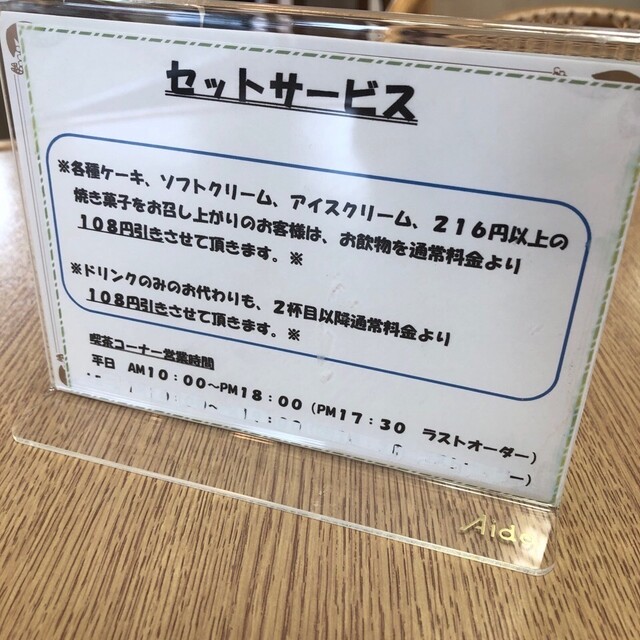 セットサービス
※各種ケーキ、ソフトクリーム、アイスクリーム、２１６円以上の
焼き菓子をお召し上がりのお客様は、お飲物を通常料金より
１０８円引きさせて頂きます。※
※ドリンクのみのお代わりも、２杯目以降通常料金より
１０８円引きさせて頂きます。※
喫茶コーナー営業時間
平日　AM１０：００～PM１８：００（PM１７：３０　ラストオーダー）